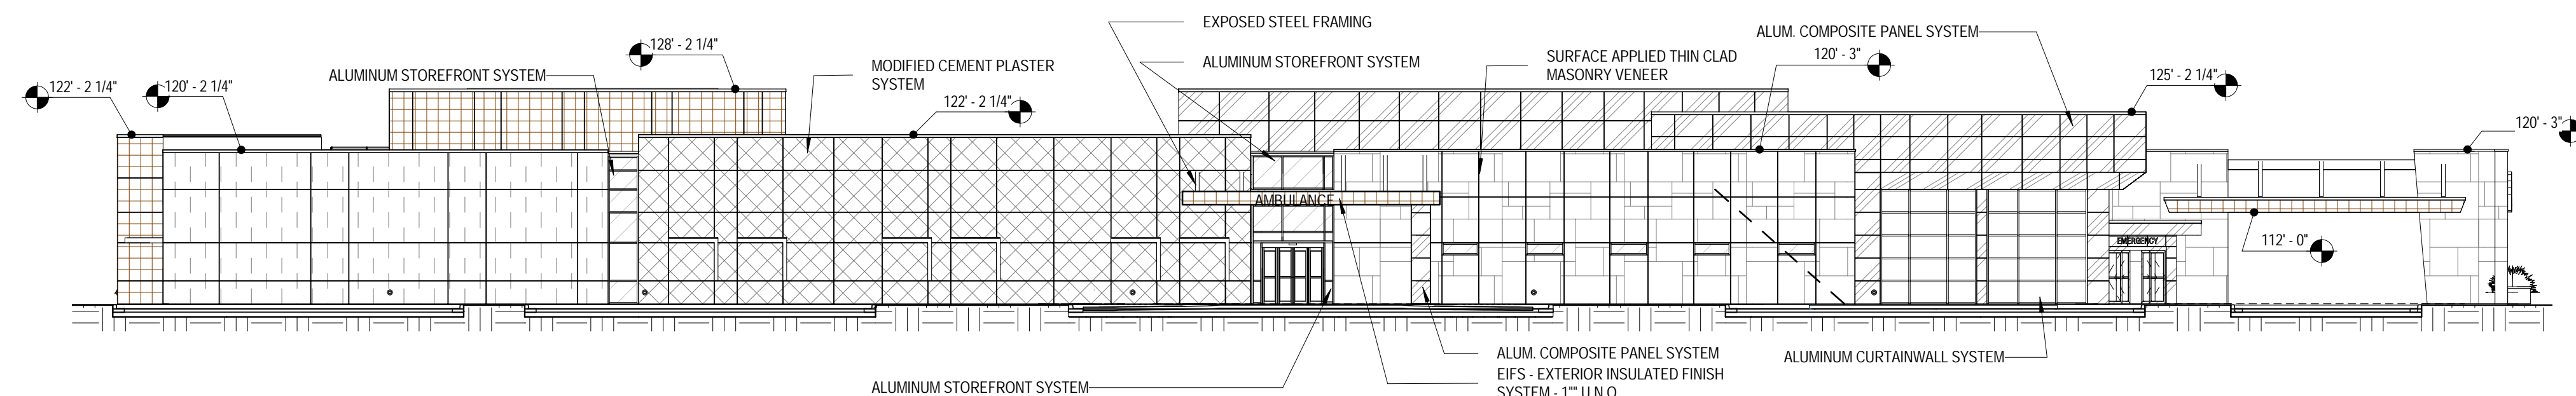 EXPOSED STEEL FRAMING
ALUM. COMPOSITE PANEL SYSTEM
128' - 2 1/4"
SURFACE APPLIED THIN CLAD
MASONRY VENEER
120' - 3"
ALUMINUM STOREFRONT SYSTEM
MODIFIED CEMENT PLASTER
SYSTEM
ALUMINUM STOREFRONT SYSTEM
125' - 2 1/4"
122' - 2 1/4"
120' - 2 1/4"
122' - 2 1/4"
120' - 3"
AMBULANCE
EMERGENCY
112' - 0"
ALUM. COMPOSITE PANEL SYSTEM
ALUMINUM CURTAINWALL SYSTEM
EIFS - EXTERIOR INSULATED FINISH
SYSTEM - 1"" U.N.O.
ALUMINUM STOREFRONT SYSTEM